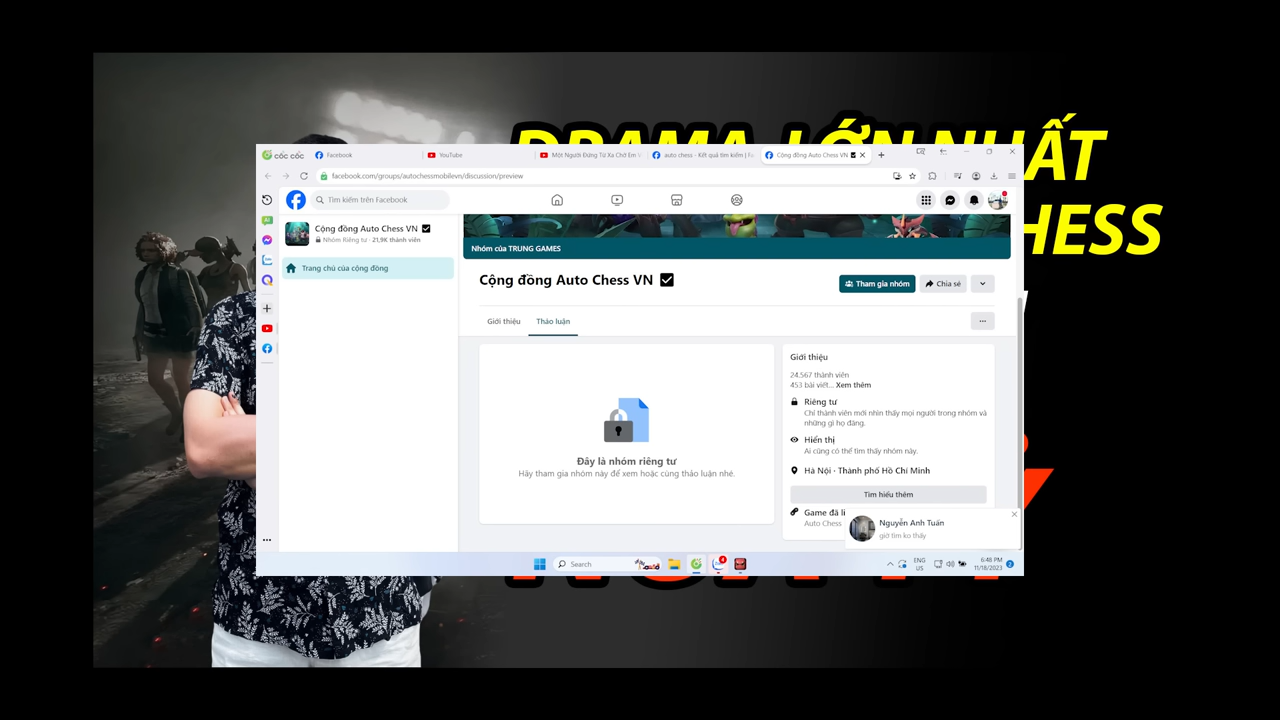 DRAMA LỚN NHẤT
HESS
cốc cốc
Facebook
YouTube
Một Người Đứng Từ Xa Chờ Em
auto chess - Kết quả tìm kiếm | Fa
Cộng đồng Auto Chess VN
facebook.com/groups/autochessmobilevn/discussion/preview
Tìm kiếm trên Facebook
Cộng đồng Auto Chess VN
Nhóm Riêng tư · 21,9K thành viên
Trang chủ của cộng đồng
Nhóm của TRUNG GAMES
Cộng đồng Auto Chess VN
Tham gia nhóm
Chia sẻ
Giới thiệu
Thảo luận
Đây là nhóm riêng tư
Hãy tham gia nhóm này để xem hoặc cùng thảo luận nhé.
Giới thiệu
24.567 thành viên
453 bài viết... Xem thêm
Riêng tư
Chỉ thành viên mới nhìn thấy mọi người trong nhóm và
những gì họ đăng.
Hiển thị
Ai cũng có thể tìm thấy nhóm này.
Hà Nội · Thành phố Hồ Chí Minh
Tìm hiểu thêm
Game đã li
Auto Chess
Nguyễn Anh Tuấn
giờ tìm ko thấy
Search
4
ENG
US
6:48 PM
11/18/2023
2